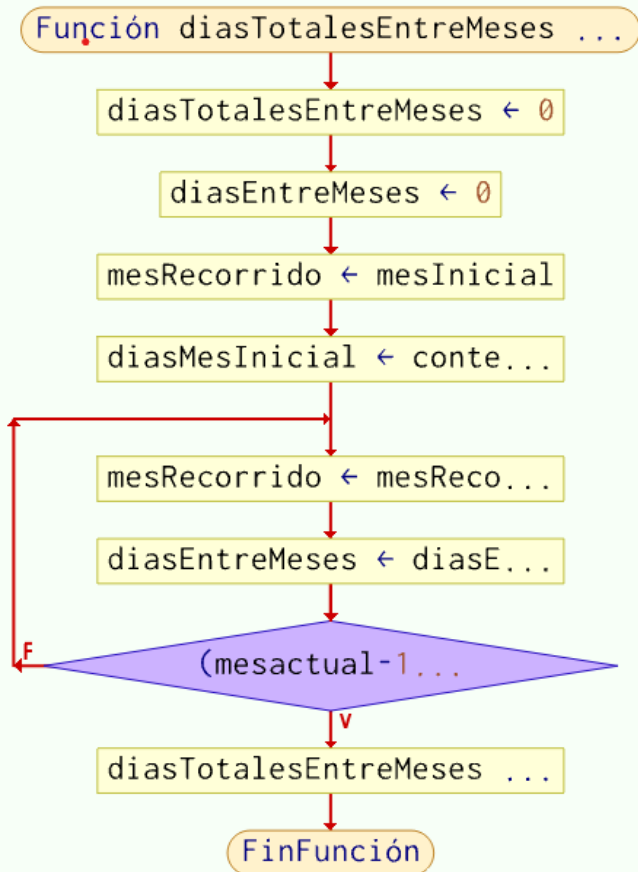 Función diasTotalesEntreMeses ...
diasTotalesEntreMeses ← 0
diasEntreMeses ← 0
mesRecorrido ← mesInicial
diasMesInicial ← conte...
mesRecorrido ← mesReco...
diasEntreMeses ← diasE...
F
(mesactual-1...
V
diasTotalesEntreMeses ...
FinFunción